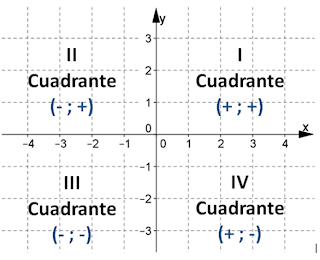 y
II
Cuadrante
(- ; +)
I
Cuadrante
(+ ; +)
3
2
1
0
x
−4 −3 −2 −1 0 1 2 3 4
−1
−2
−3
III
Cuadrante
(- ; -)
IV
Cuadrante
(+ ; -)